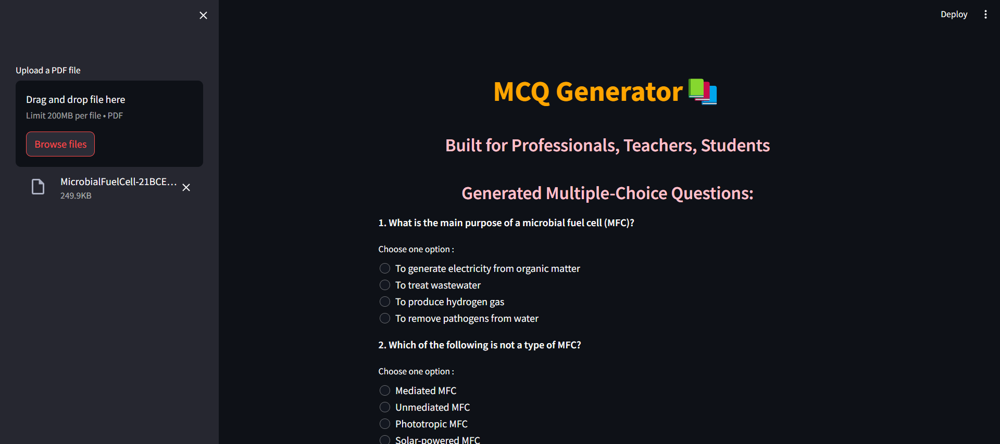 Deploy
Upload a PDF file
Drag and drop file here
Limit 200MB per file • PDF
Browse files
MicrobialFuelCell-21BCE...
249.9KB
MCQ Generator
Built for Professionals, Teachers, Students
Generated Multiple-Choice Questions:
1. What is the main purpose of a microbial fuel cell (MFC)?
Choose one option :
To generate electricity from organic matter
To treat wastewater
To produce hydrogen gas
To remove pathogens from water
2. Which of the following is not a type of MFC?
Choose one option :
Mediated MFC
Unmediated MFC
Phototropic MFC
Solar-powered MFC